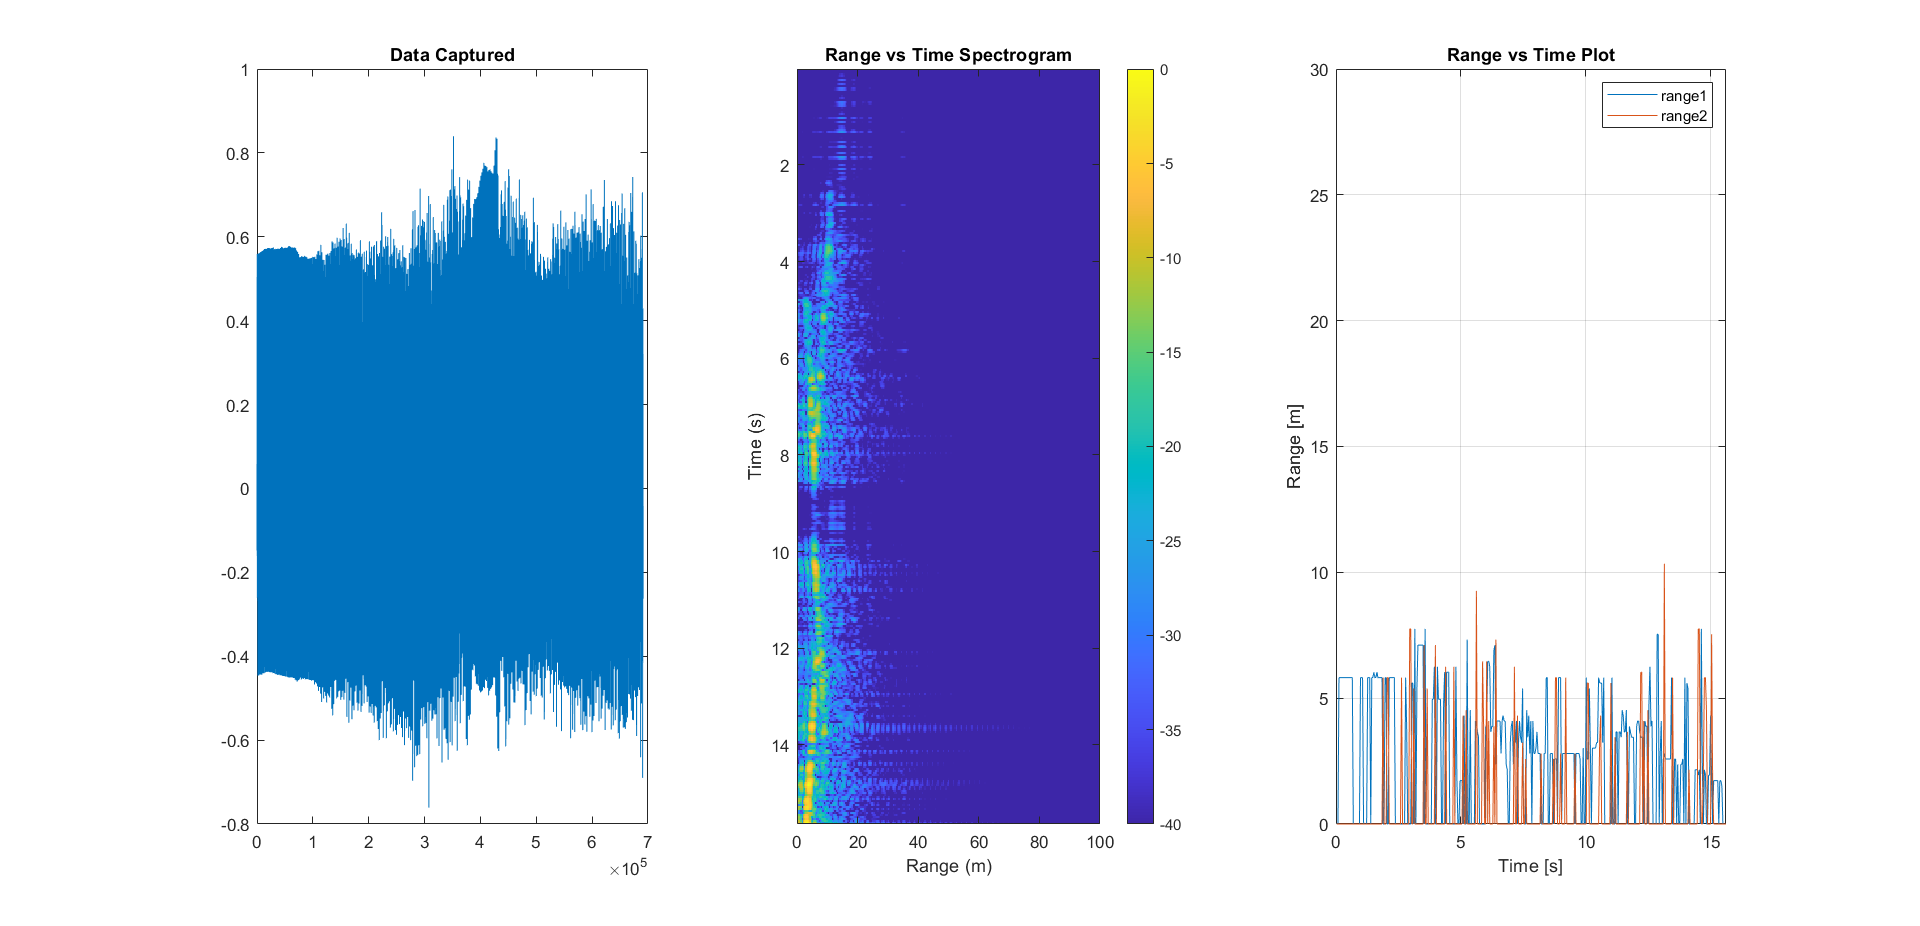 Data Captured
1
0.8
0.6
0.4
0.2
0
-0.2
-0.4
-0.6
-0.8
0 1 2 3 4 5 6 7
×10^5
Range vs Time Spectrogram
Time (s)
2
4
6
8
10
12
14
0 20 40 60 80 100
Range (m)
0
-5
-10
-15
-20
-25
-30
-35
-40
Range vs Time Plot
range1
range2
Range [m]
30
25
20
15
10
5
0
0 5 10 15
Time [s]